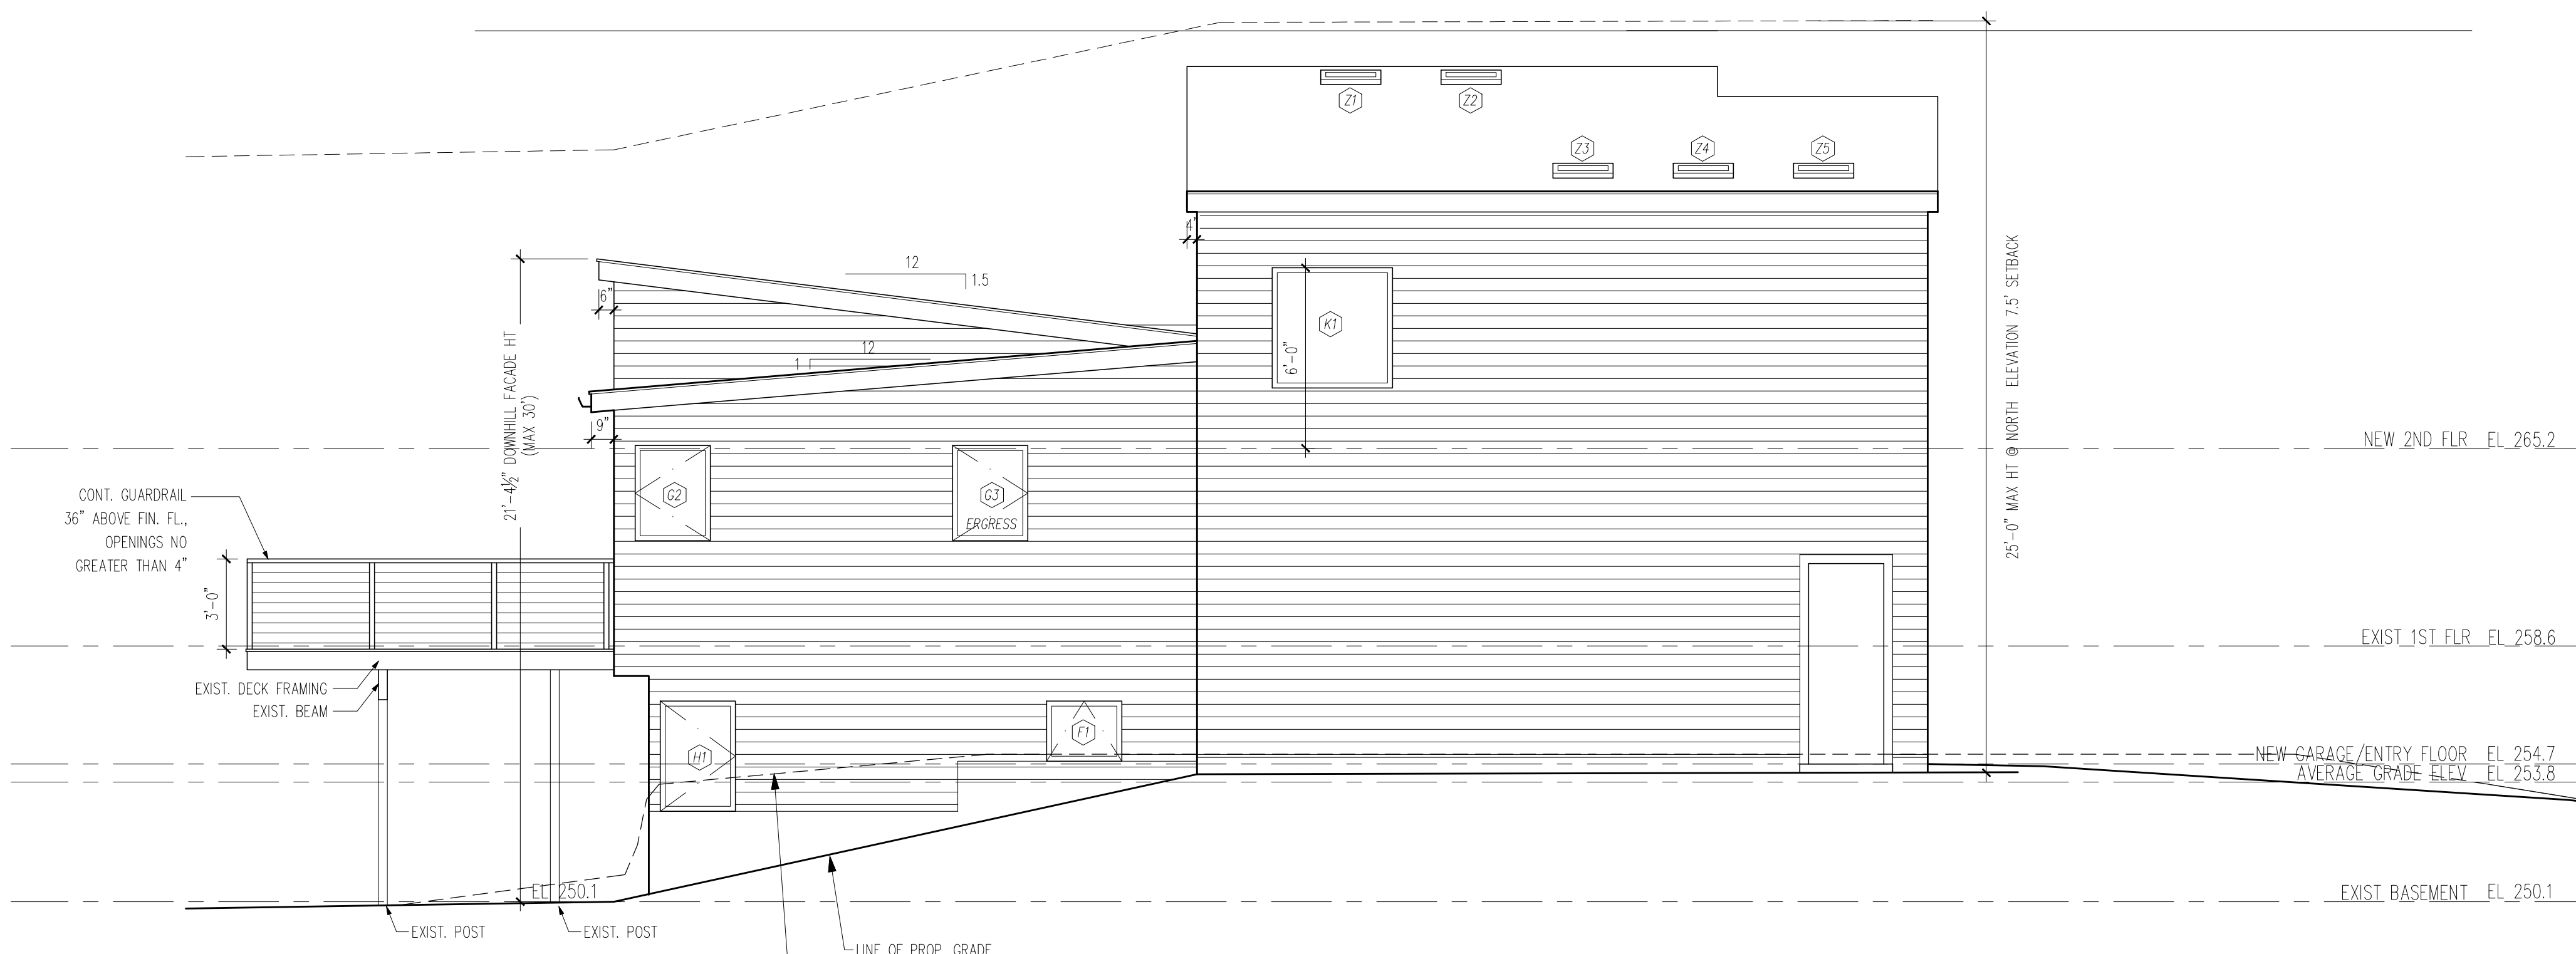 Z1
Z2
Z3
Z4
Z5
4'
12
1.5
6"
K1
6'-0"
12
1
9"
21'-4½" DOWNHILL FACADE HT
(MAX 30')
25'-0" MAX HT @ NORTH ELEVATION 7.5' SETBACK
NEW 2ND FLR EL 265.2
CONT. GUARDRAIL
36" ABOVE FIN. FL.,
OPENINGS NO
GREATER THAN 4"
G2
G3
ERGRESS
3'-0"
EXIST 1ST FLR EL 258.6
EXIST. DECK FRAMING
EXIST. BEAM
H1
F1
NEW GARAGE/ENTRY FLOOR EL 254.7
AVERAGE GRADE ELEV EL 253.8
EL 250.1
EXIST BASEMENT EL 250.1
EXIST. POST
EXIST. POST
LINE OF PROP. GRADE